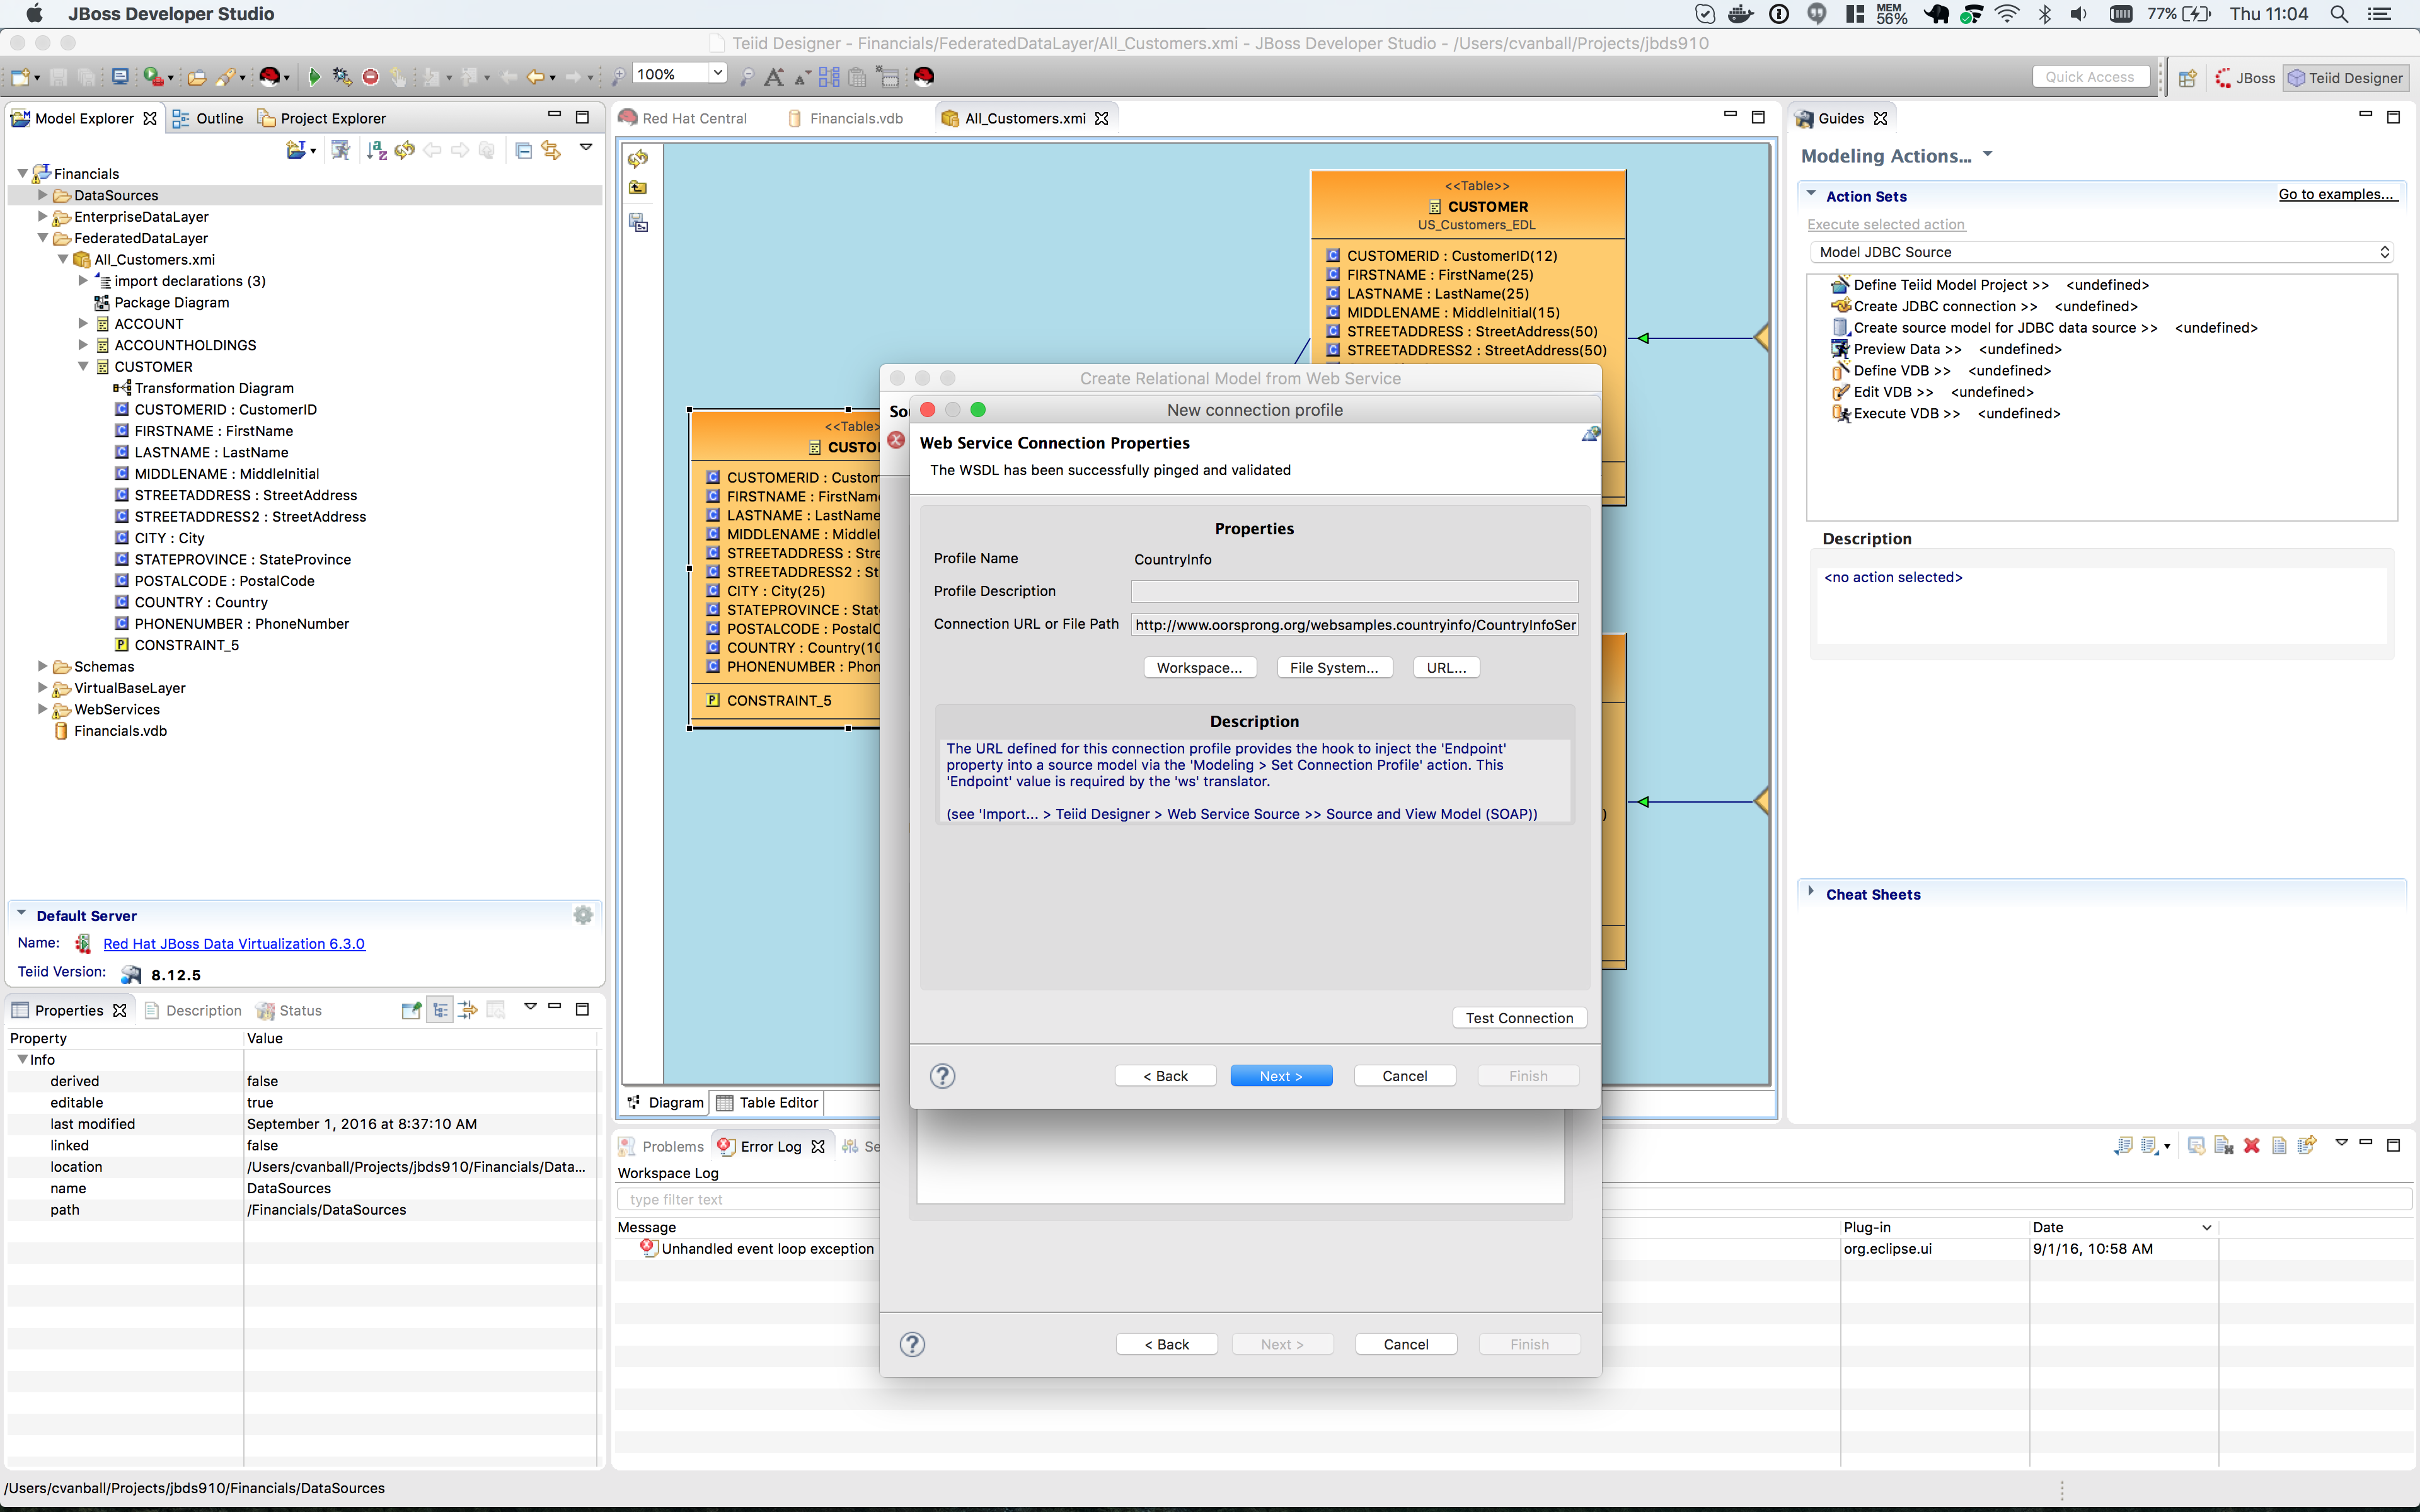 JBoss Developer Studio
MEM
56%
77%
Thu 11:04
Teiid Designer - Financials/FederatedDataLayer/All_Customers.xmi - JBoss Developer Studio - /Users/cvanball/Projects/jbds910
100%
Quick Access
JBoss
Teiid Designer
Model Explorer
Outline
Project Explorer
Financials
DataSources
EnterpriseDataLayer
FederatedDataLayer
All_Customers.xmi
import declarations (3)
Package Diagram
ACCOUNT
ACCOUNTHOLDINGS
CUSTOMER
Transformation Diagram
CUSTOMERID : CustomerID
FIRSTNAME : FirstName
LASTNAME : LastName
MIDDLENAME : MiddleInitial
STREETADDRESS : StreetAddress
STREETADDRESS2 : StreetAddress
CITY : City
STATEPROVINCE : StateProvince
POSTALCODE : PostalCode
COUNTRY : Country
PHONENUMBER : PhoneNumber
CONSTRAINT_5
Schemas
VirtualBaseLayer
WebServices
Financials.vdb
Default Server
Name: Red Hat JBoss Data Virtualization 6.3.0
Teiid Version: 8.12.5
Properties
Description
Status
Property Value
Info
derived false
editable true
last modified September 1, 2016 at 8:37:10 AM
linked false
location /Users/cvanball/Projects/jbds910/Financials/Data...
name DataSources
path /Financials/DataSources
/Users/cvanball/Projects/jbds910/Financials/DataSources
Red Hat Central
Financials.vdb
All_Customers.xmi
<<Table>>
CUSTOMER
US_Customers_EDL
CUSTOMERID : CustomerID(12)
FIRSTNAME : FirstName(25)
LASTNAME : LastName(25)
MIDDLENAME : MiddleInitial(15)
STREETADDRESS : StreetAddress(50)
STREETADDRESS2 : StreetAddress(50)
<<Table>
CUSTO
CUSTOMERID : Custom
FIRSTNAME : FirstName
LASTNAME : LastName
MIDDLENAME : Middle
STREETADDRESS : Stre
STREETADDRESS2 : St
CITY : City(25)
STATEPROVINCE : State
POSTALCODE : PostalC
COUNTRY : Country(10
PHONENUMBER : Phon
CONSTRAINT_5
)
Create Relational Model from Web Service
So
New connection profile
Web Service Connection Properties
The WSDL has been successfully pinged and validated
Properties
Profile Name CountryInfo
Profile Description
Connection URL or File Path http://www.oorsprong.org/websamples.countryinfo/CountryInfoSer
Workspace...
File System...
URL...
Description
The URL defined for this connection profile provides the hook to inject the 'Endpoint'
property into a source model via the 'Modeling > Set Connection Profile' action. This
'Endpoint' value is required by the 'ws' translator.
(see 'Import... > Teiid Designer > Web Service Source >> Source and View Model (SOAP))
Test Connection
?
< Back
Next >
Cancel
Finish
?
< Back
Next >
Cancel
Finish
Diagram
Table Editor
Problems
Error Log
Se
Workspace Log
type filter text
Message Plug-in Date
Unhandled event loop exception org.eclipse.ui 9/1/16, 10:58 AM
Guides
Modeling Actions...
Action Sets
Go to examples...
Execute selected action
Model JDBC Source
Define Teiid Model Project >> <undefined>
Create JDBC connection >> <undefined>
Create source model for JDBC data source >> <undefined>
Preview Data >> <undefined>
Define VDB >> <undefined>
Edit VDB >> <undefined>
Execute VDB >> <undefined>
Description
<no action selected>
Cheat Sheets